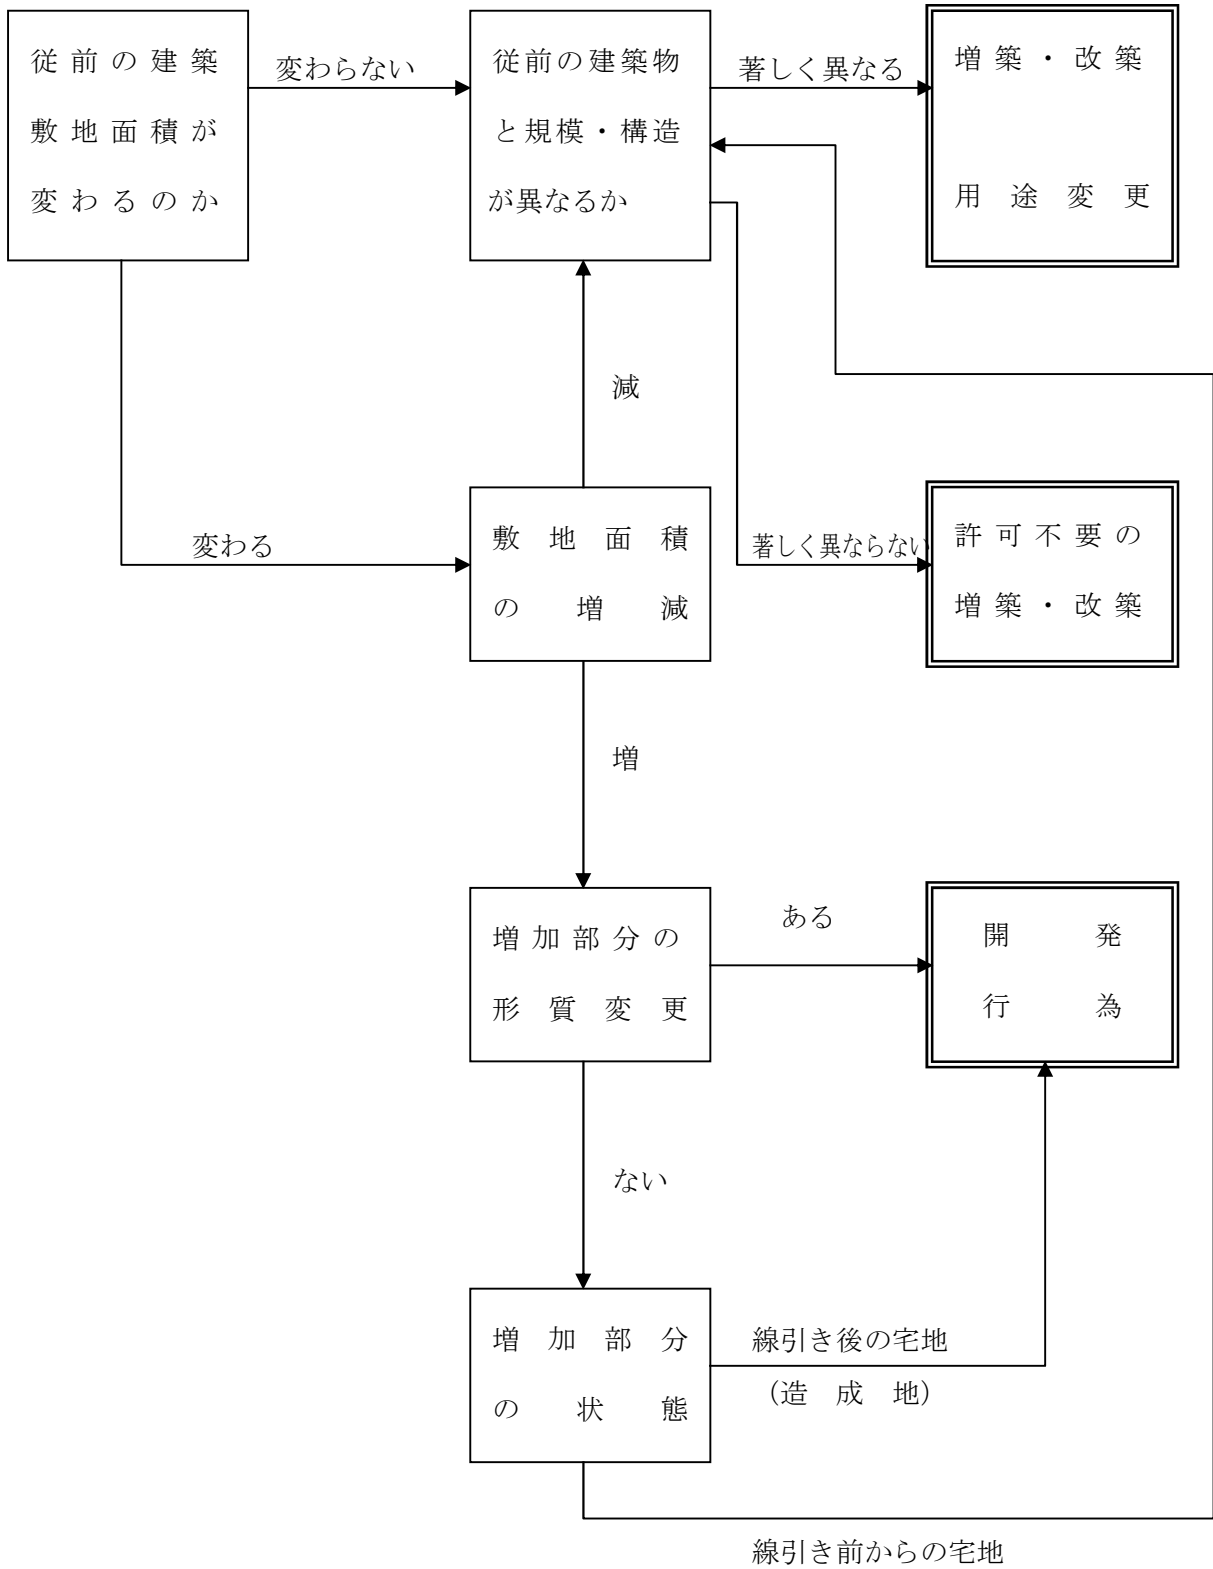 従前の建築
敷地面積が
変わるのか
変わらない
従前の建築物
と規模・構造
が異なるか
著しく異なる
増築・改築
用途変更
減
変わる
敷地面積
の増減
著しく異ならない
許可不要の
増築・改築
増
増加部分の
形質変更
ある
開発
行為
ない
増加部分
の状態
線引き後の宅地
(造成地)
線引き前からの宅地